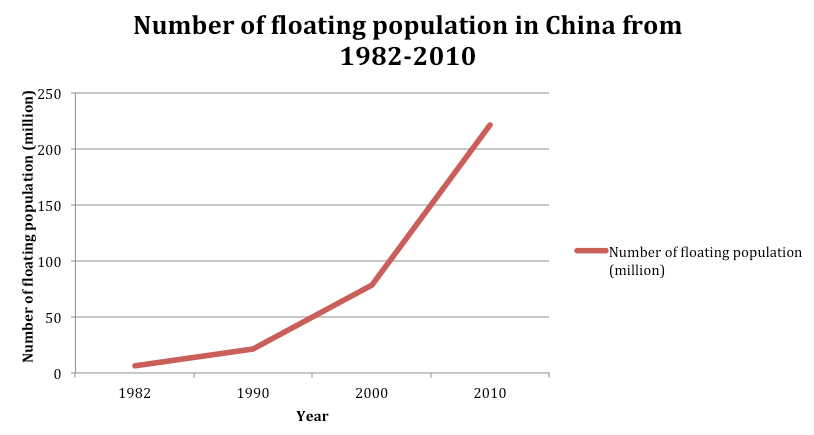 Number of floating population in China from
1982-2010
Number of floating population (million)
250
200
150
100
50
0
1982
1990
2000
2010
Year
Number of floating population
(million)